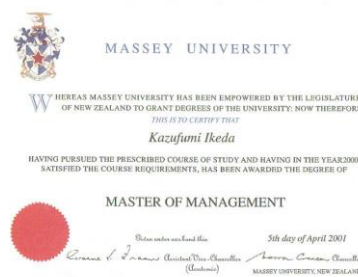 MASSEY UNIVERSITY
WHEREAS MASSEY UNIVERSITY HAS BEEN EMPOWERED BY THE LEGISLATURE
OF NEW ZEALAND TO GRANT DEGREES OF THE UNIVERSITY: NOW THEREFORE
THIS IS TO CERTIFY THAT
Kazufumi Ikeda
HAVING PURSUED THE PRESCRIBED COURSE OF STUDY AND HAVING IN THE YEAR 2000
SATISFIED THE COURSE REQUIREMENTS, HAS BEEN AWARDED THE DEGREE OF
MASTER OF MANAGEMENT
Given under our hand this 5th day of April 2001
Assistant Vice-Chancellor Chancellor
(Academic) MASSEY UNIVERSITY, NEW ZEALAND